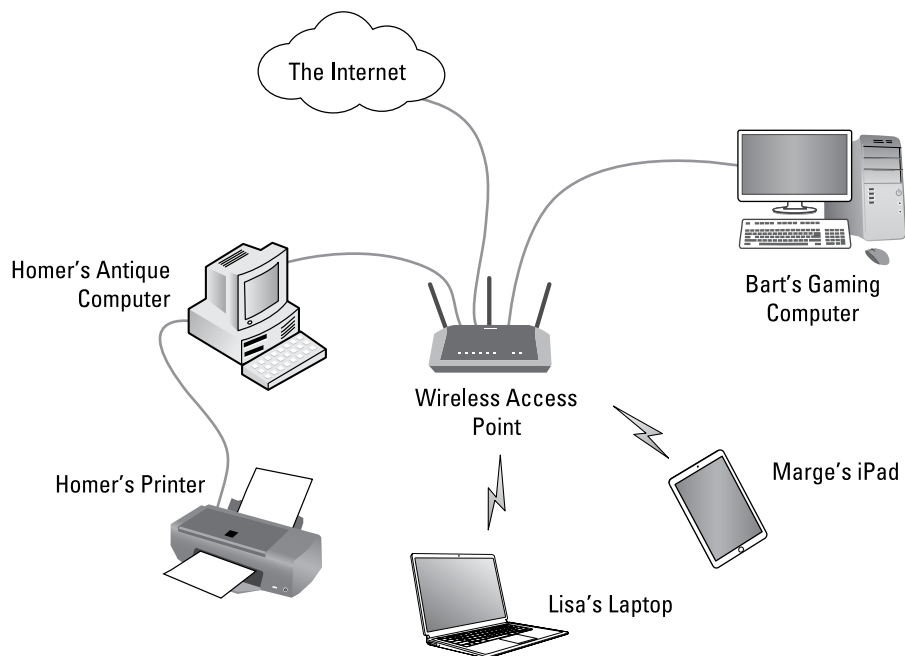 The Internet
Homer's Antique
Computer
Bart's Gaming
Computer
Wireless Access
Point
Homer's Printer
Marge's iPad
Lisa's Laptop